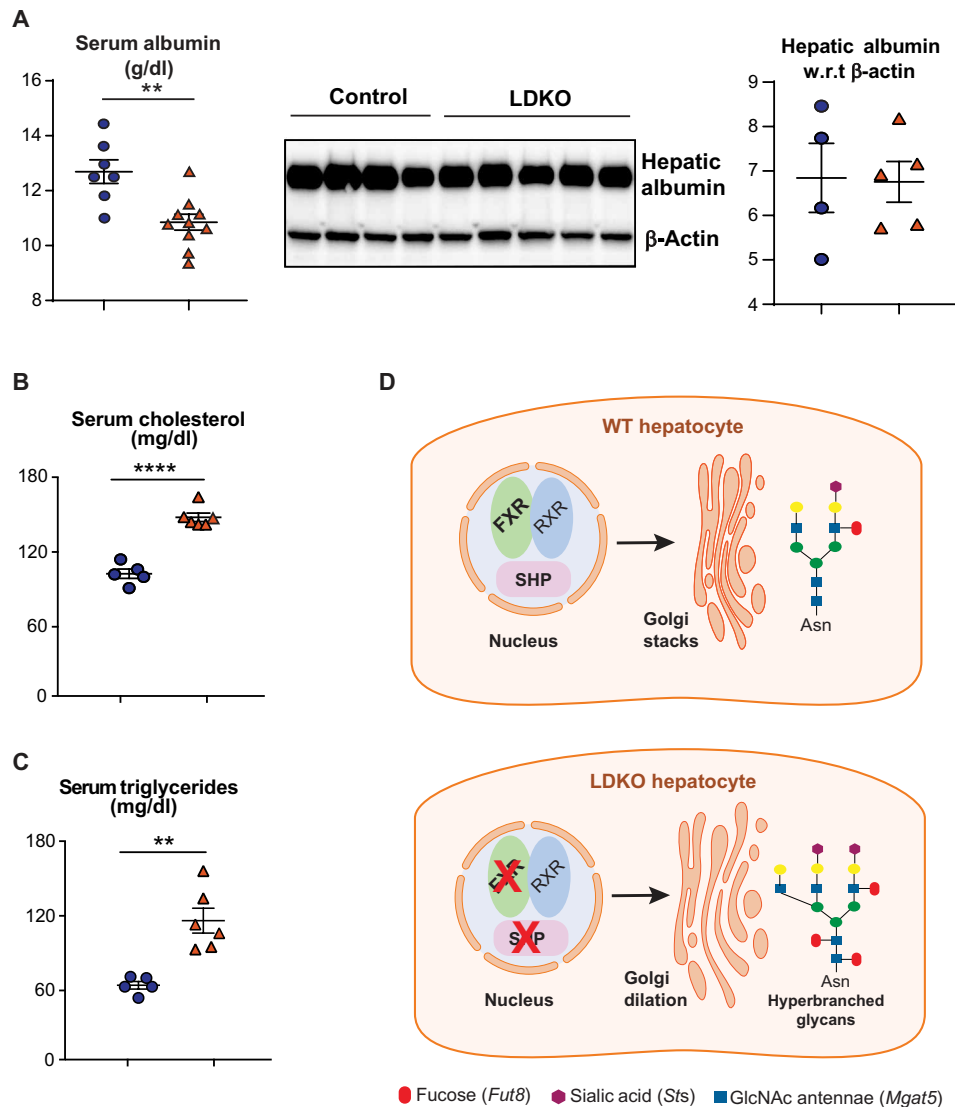 A
Serum albumin
(g/dl)
**
16
14
12
10
8
Control
LDKO
Hepatic
albumin
β-Actin
Hepatic albumin
w.r.t β-actin
9
8
7
6
5
4
B
Serum cholesterol
(mg/dl)
****
180
120
60
0
C
Serum triglycerides
(mg/dl)
**
180
120
60
0
D
WT hepatocyte
FXR
RXR
SHP
Nucleus
Golgi
stacks
Asn
LDKO hepatocyte
FXR
RXR
SHP
Nucleus
Golgi
dilation
Asn
Hyperbranched
glycans
Fucose (Fut8)
Sialic acid (Sts)
GlcNAc antennae (Mgat5)